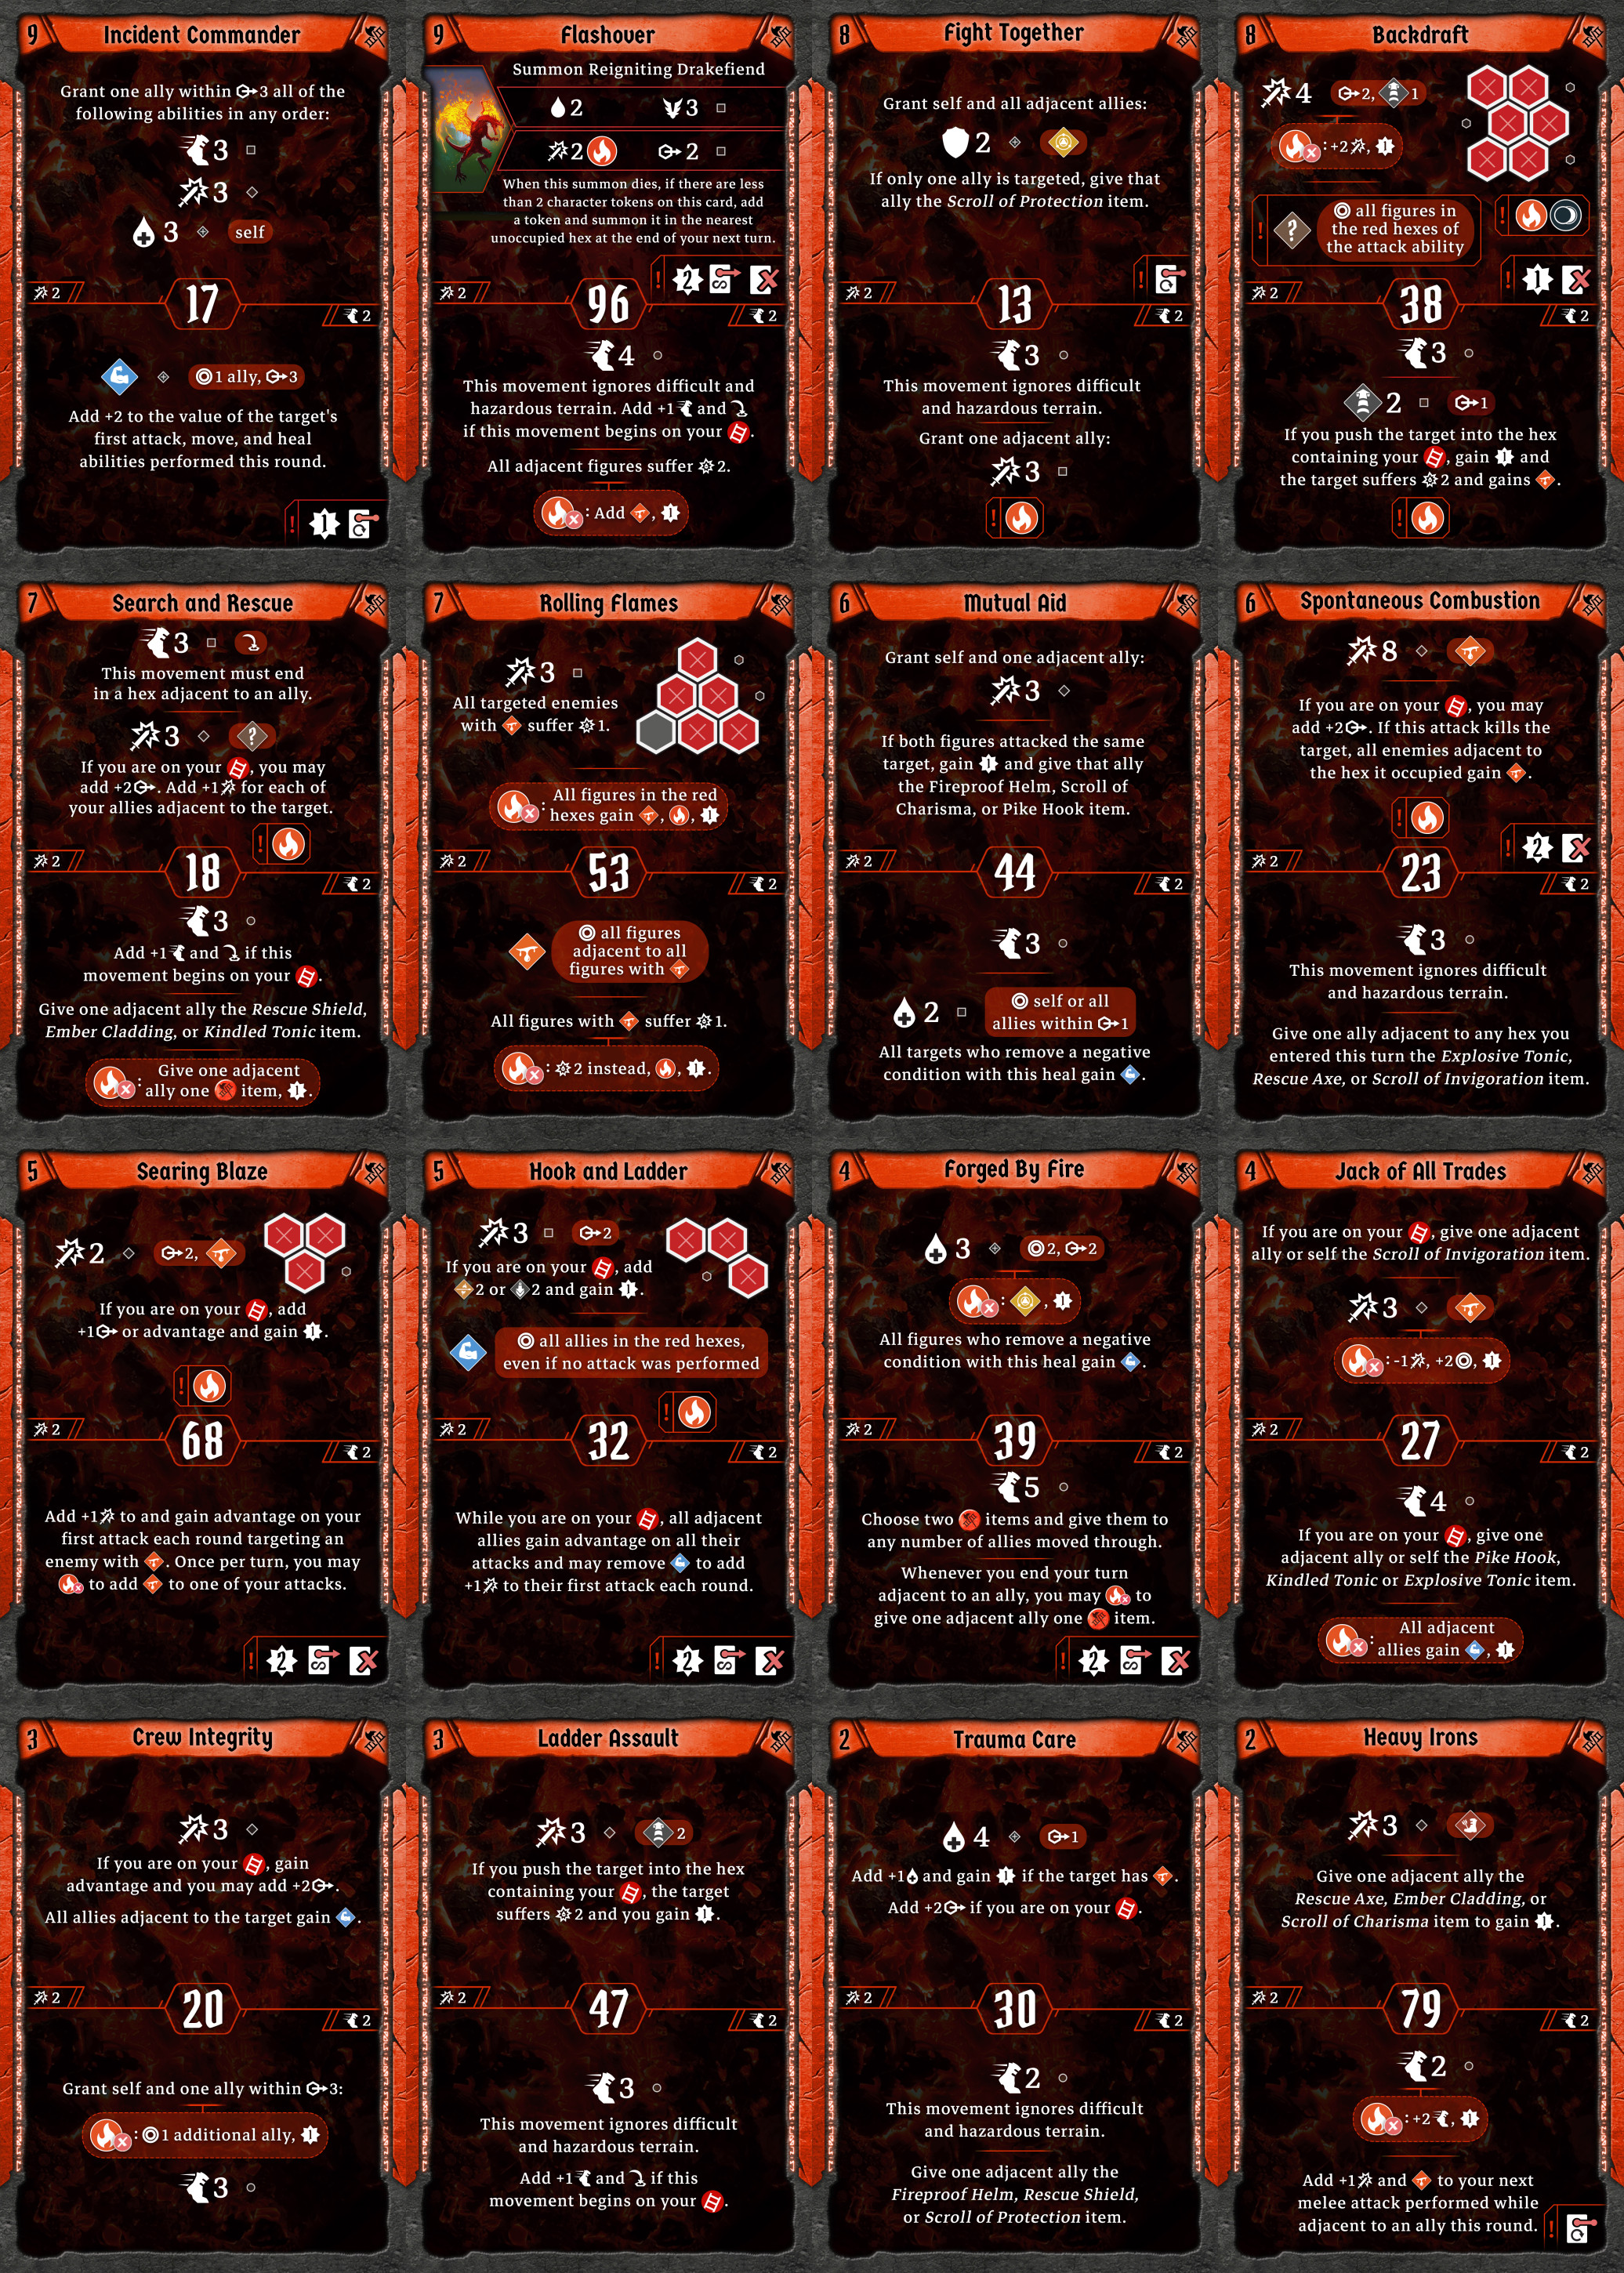 9 Incident Commander
Grant one ally within 3 all of the
following abilities in any order:
3
3
3 self
2 17 2
1 ally, 3
Add +2 to the value of the target's
first attack, move, and heal
abilities performed this round.
! 1
9 Flashover
Summon Reigniting Drakefiend
2 3
2 2
When this summon dies, if there are less
than 2 character tokens on this card, add
a token and summon it in the nearest
unoccupied hex at the end of your next turn.
! 2 S
2 96 2
4
This movement ignores difficult and
hazardous terrain. Add +1 and
if this movement begins on your .
All adjacent figures suffer 2.
: Add , 1
8 Fight Together
Grant self and all adjacent allies:
2
If only one ally is targeted, give that
ally the Scroll of Protection item.
!
2 13 2
3
This movement ignores difficult
and hazardous terrain.
Grant one adjacent ally:
3
!
8 Backdraft
4 2, 1
: +2 , 1
! ? all figures in
the red hexes of
the attack ability
!
! 1
2 38 2
3
2 1
If you push the target into the hex
containing your , gain 1 and
the target suffers 2 and gains .
!
7 Search and Rescue
3
This movement must end
in a hex adjacent to an ally.
3 ?
If you are on your , you may
add +2 . Add +1 for each of
your allies adjacent to the target.
!
2 18 2
3
Add +1 and if this
movement begins on your .
Give one adjacent ally the Rescue Shield,
Ember Cladding, or Kindled Tonic item.
: Give one adjacent
ally one item, 1 .
7 Rolling Flames
3
All targeted enemies
with suffer 1.
: All figures in the red
hexes gain , , 1
2 53 2
all figures
adjacent to all
figures with
All figures with suffer 1.
: 2 instead, , 1 .
6 Mutual Aid
Grant self and one adjacent ally:
3
If both figures attacked the same
target, gain 1 and give that ally
the Fireproof Helm, Scroll of
Charisma, or Pike Hook item.
2 44 2
3
2 self or all
allies within 1
All targets who remove a negative
condition with this heal gain .
6 Spontaneous Combustion
8
If you are on your , you may
add +2 . If this attack kills the
target, all enemies adjacent to
the hex it occupied gain .
!
! 2
2 23 2
3
This movement ignores difficult
and hazardous terrain.
Give one ally adjacent to any hex you
entered this turn the Explosive Tonic,
Rescue Axe, or Scroll of Invigoration item.
5 Searing Blaze
2 2,
If you are on your , add
+1 or advantage and gain 1 .
!
2 68 2
Add +1 to and gain advantage on your
first attack each round targeting an
enemy with . Once per turn, you may
to add to one of your attacks.
! 2 S
5 Hook and Ladder
3 2
If you are on your , add
2 or 2 and gain 1 .
all allies in the red hexes,
even if no attack was performed
!
2 32 2
While you are on your , all adjacent
allies gain advantage on all their
attacks and may remove to add
+1 to their first attack each round.
! 2 S
4 Forged By Fire
3 2, 2
: , 1
All figures who remove a negative
condition with this heal gain .
2 39 2
5
Choose two items and give them to
any number of allies moved through.
Whenever you end your turn
adjacent to an ally, you may to
give one adjacent ally one item.
! 2 S
4 Jack of All Trades
If you are on your , give one adjacent
ally or self the Scroll of Invigoration item.
3
: -1 , +2 , 1
2 27 2
4
If you are on your , give one
adjacent ally or self the Pike Hook,
Kindled Tonic or Explosive Tonic item.
: All adjacent
allies gain , 1
3 Crew Integrity
3
If you are on your , gain
advantage and you may add +2 .
All allies adjacent to the target gain .
2 20 2
Grant self and one ally within 3:
: 1 additional ally, 1
3
3 Ladder Assault
3 2
If you push the target into the hex
containing your , the target
suffers 2 and you gain 1 .
2 47 2
3
This movement ignores difficult
and hazardous terrain.
Add +1 and if this
movement begins on your .
2 Trauma Care
4 1
Add +1 and gain 1 if the target has .
Add +2 if you are on your .
2 30 2
2
This movement ignores difficult
and hazardous terrain.
Give one adjacent ally the
Fireproof Helm, Rescue Shield,
or Scroll of Protection item.
2 Heavy Irons
3
Give one adjacent ally the
Rescue Axe, Ember Cladding, or
Scroll of Charisma item to gain 1 .
2 79 2
2
: +2 , 1
Add +1 and to your next
melee attack performed while
adjacent to an ally this round. !